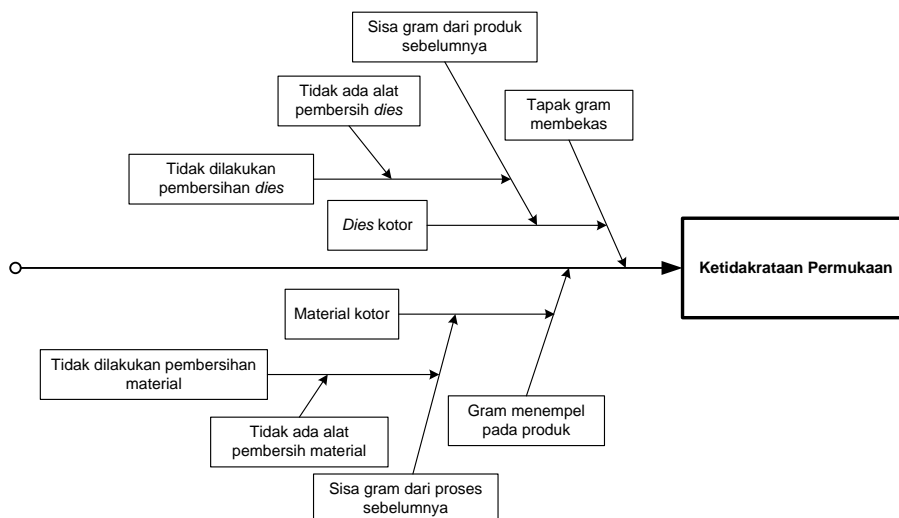 Sisa gram dari produk
sebelumnya
Tidak ada alat
pembersih dies
Tapak gram
membekas
Tidak dilakukan
pembersihan dies
Dies kotor
Ketidakrataan Permukaan
Material kotor
Tidak dilakukan pembersihan
material
Gram menempel
pada produk
Tidak ada alat
pembersih material
Sisa gram dari proses
sebelumnya